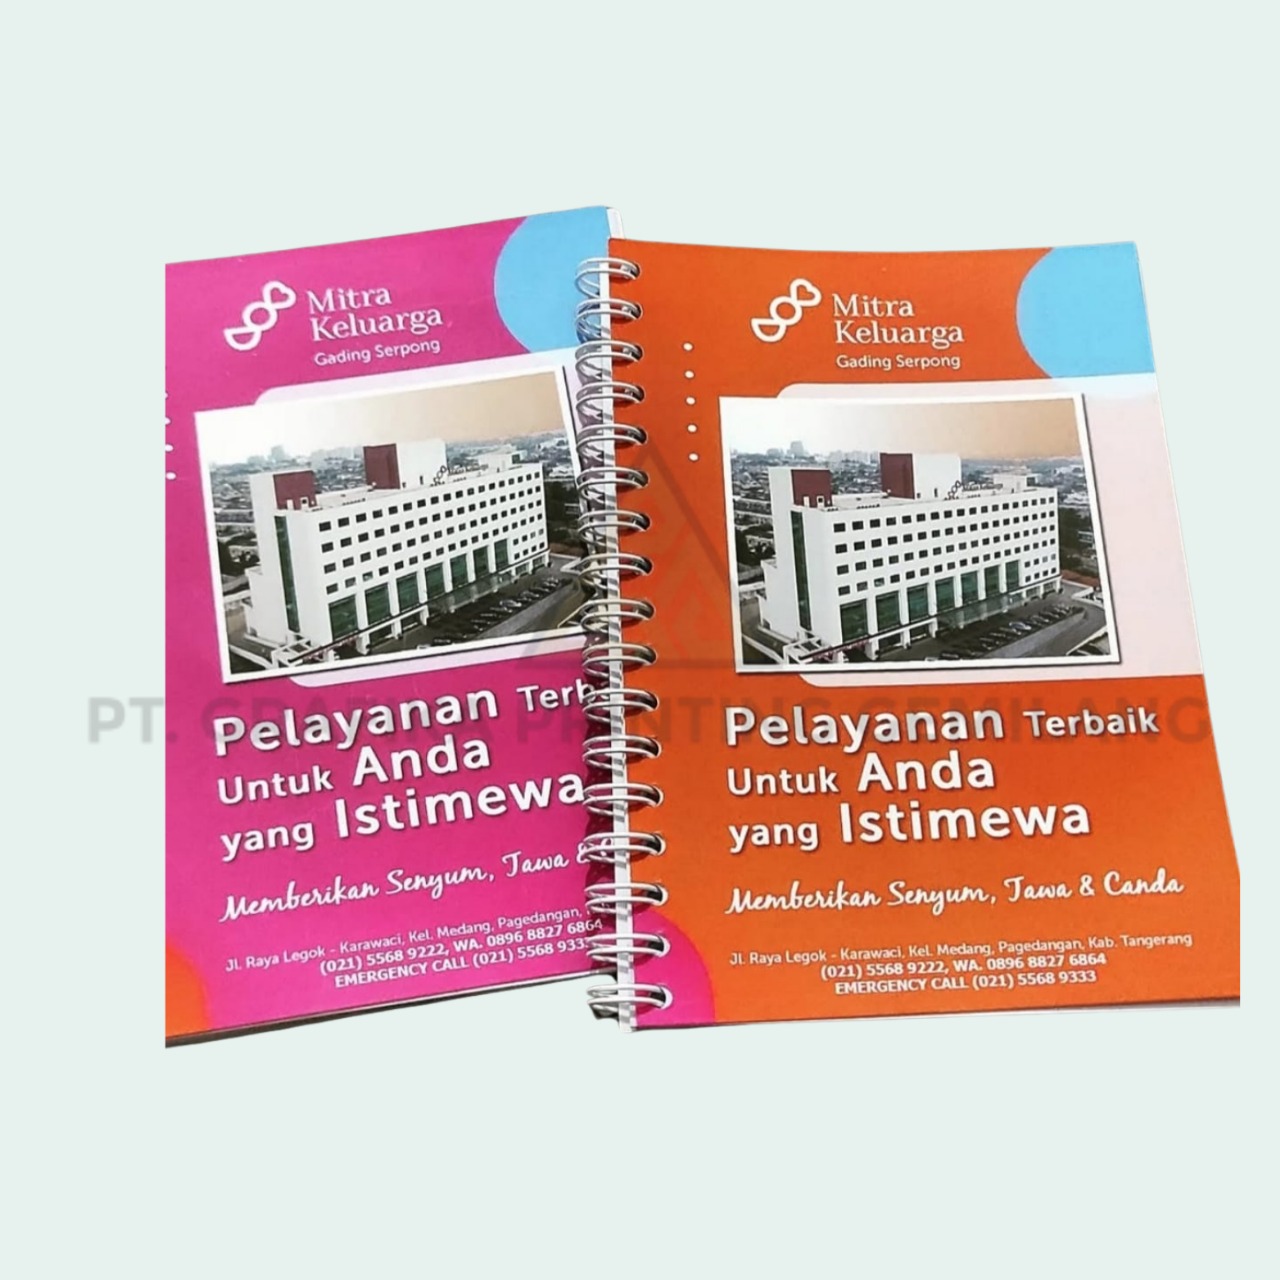 Mitra
Keluarga
Gading Serpong
Pelayanan
Untuk Anda
yang Istimewa
Memberikan Senyum, Tawa &
Jl. Raya Legok - Karawaci, Kel. Medang, Pagedangan,
(021) 5568 9222, WA. 0896 8827 6864
EMERGENCY CALL (021) 5568 9333
Mitra
Keluarga
Gading Serpong
Pelayanan Terbaik
Untuk Anda
yang Istimewa
Memberikan Senyum, Tawa & Canda
Jl. Raya Legok - Karawaci, Kel. Medang, Pagedangan, Kab. Tangerang
(021) 5568 9222, WA. 0896 8827 6864
EMERGENCY CALL (021) 5568 9333
PT. GRAFIKA PRINTING GEMILANG